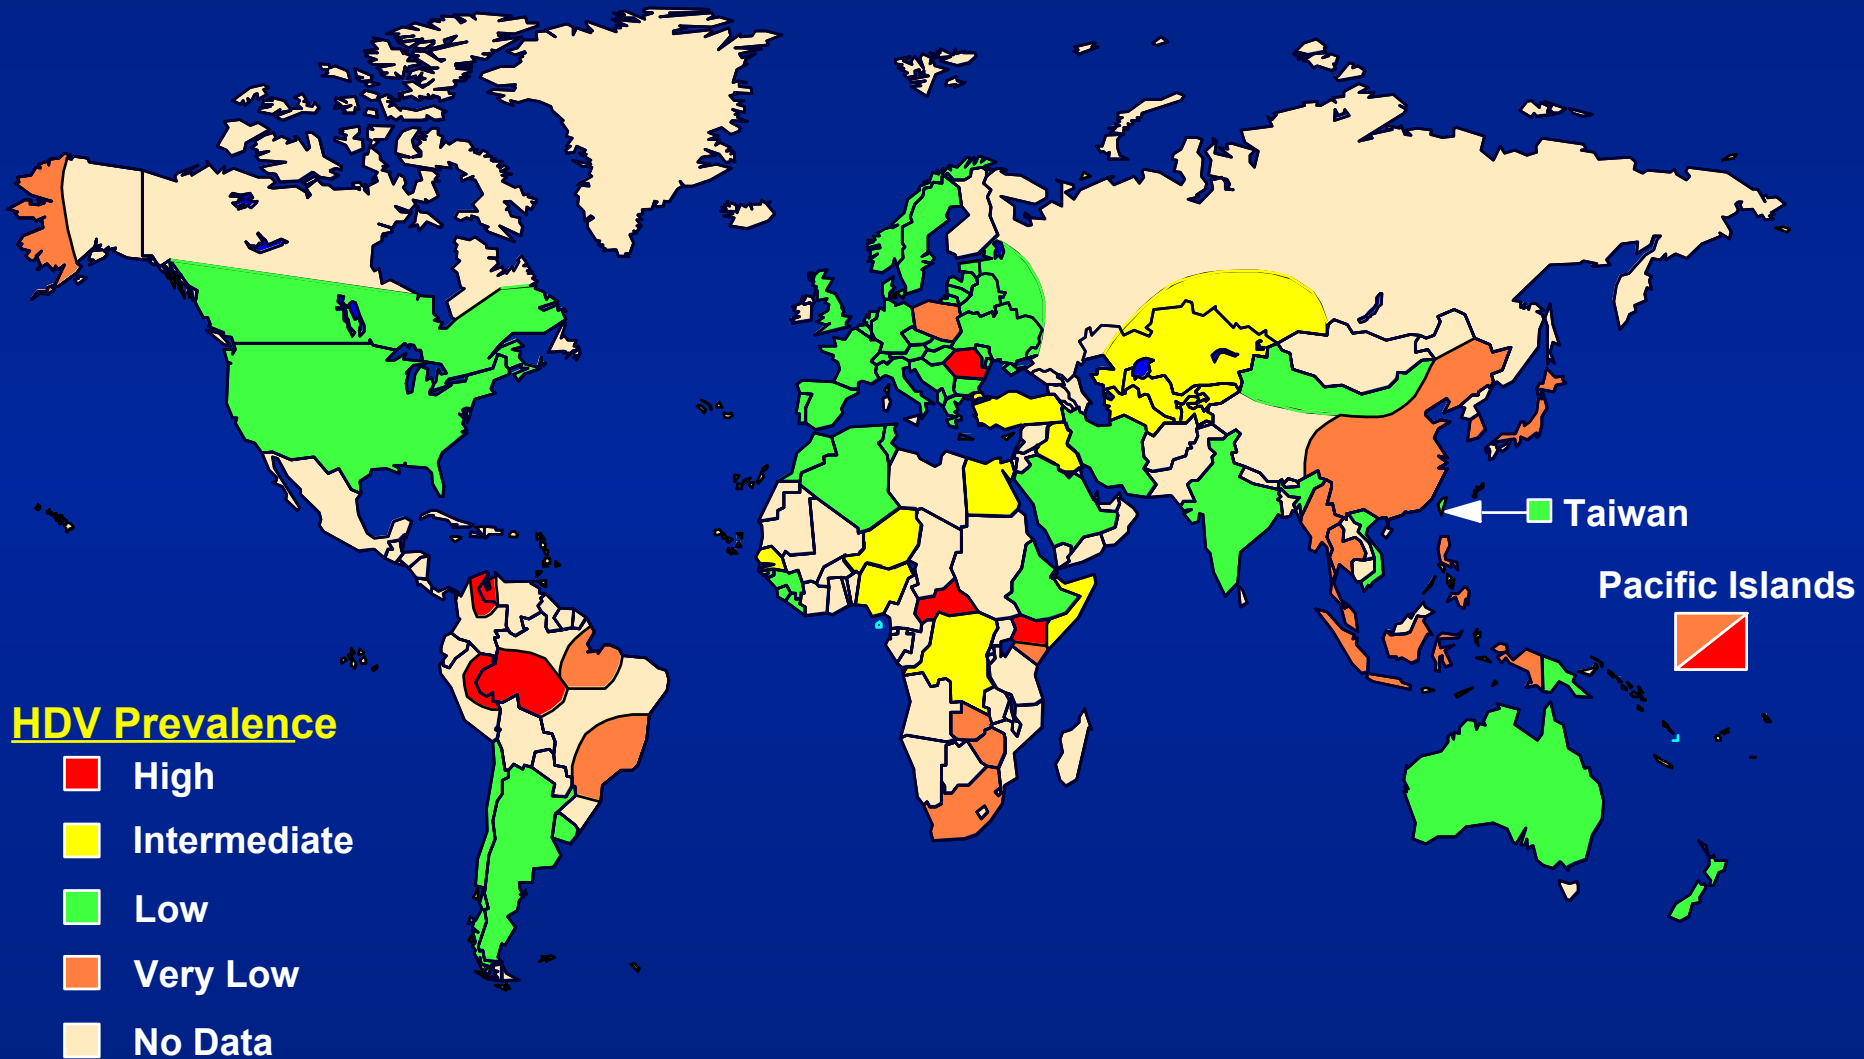 Taiwan
Pacific Islands
HDV Prevalence
High
Intermediate
Low
Very Low
No Data